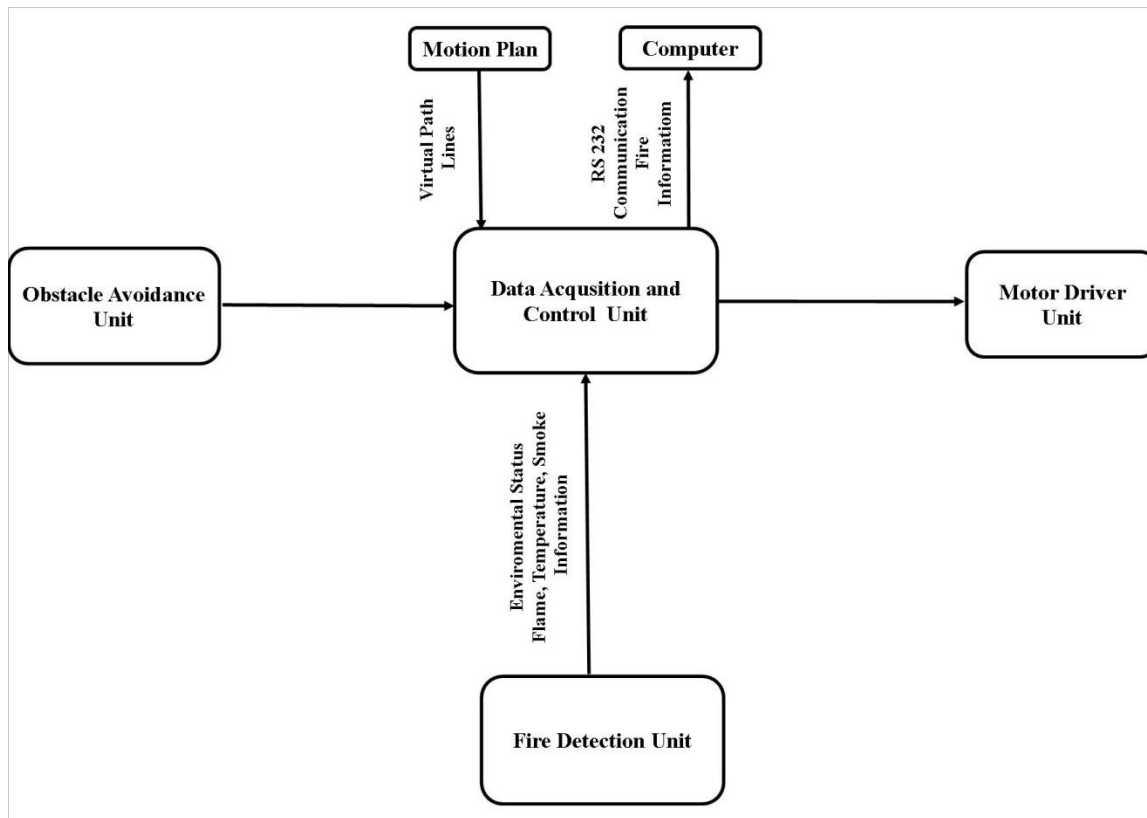 Motion Plan
Computer
Virtual Path
Lines
RS 232
Communication
Fire
Informatiom
Obstacle Avoidance
Unit
Data Acqusition and
Control Unit
Motor Driver
Unit
Enviromental Status
Flame, Temperature, Smoke
Information
Fire Detection Unit